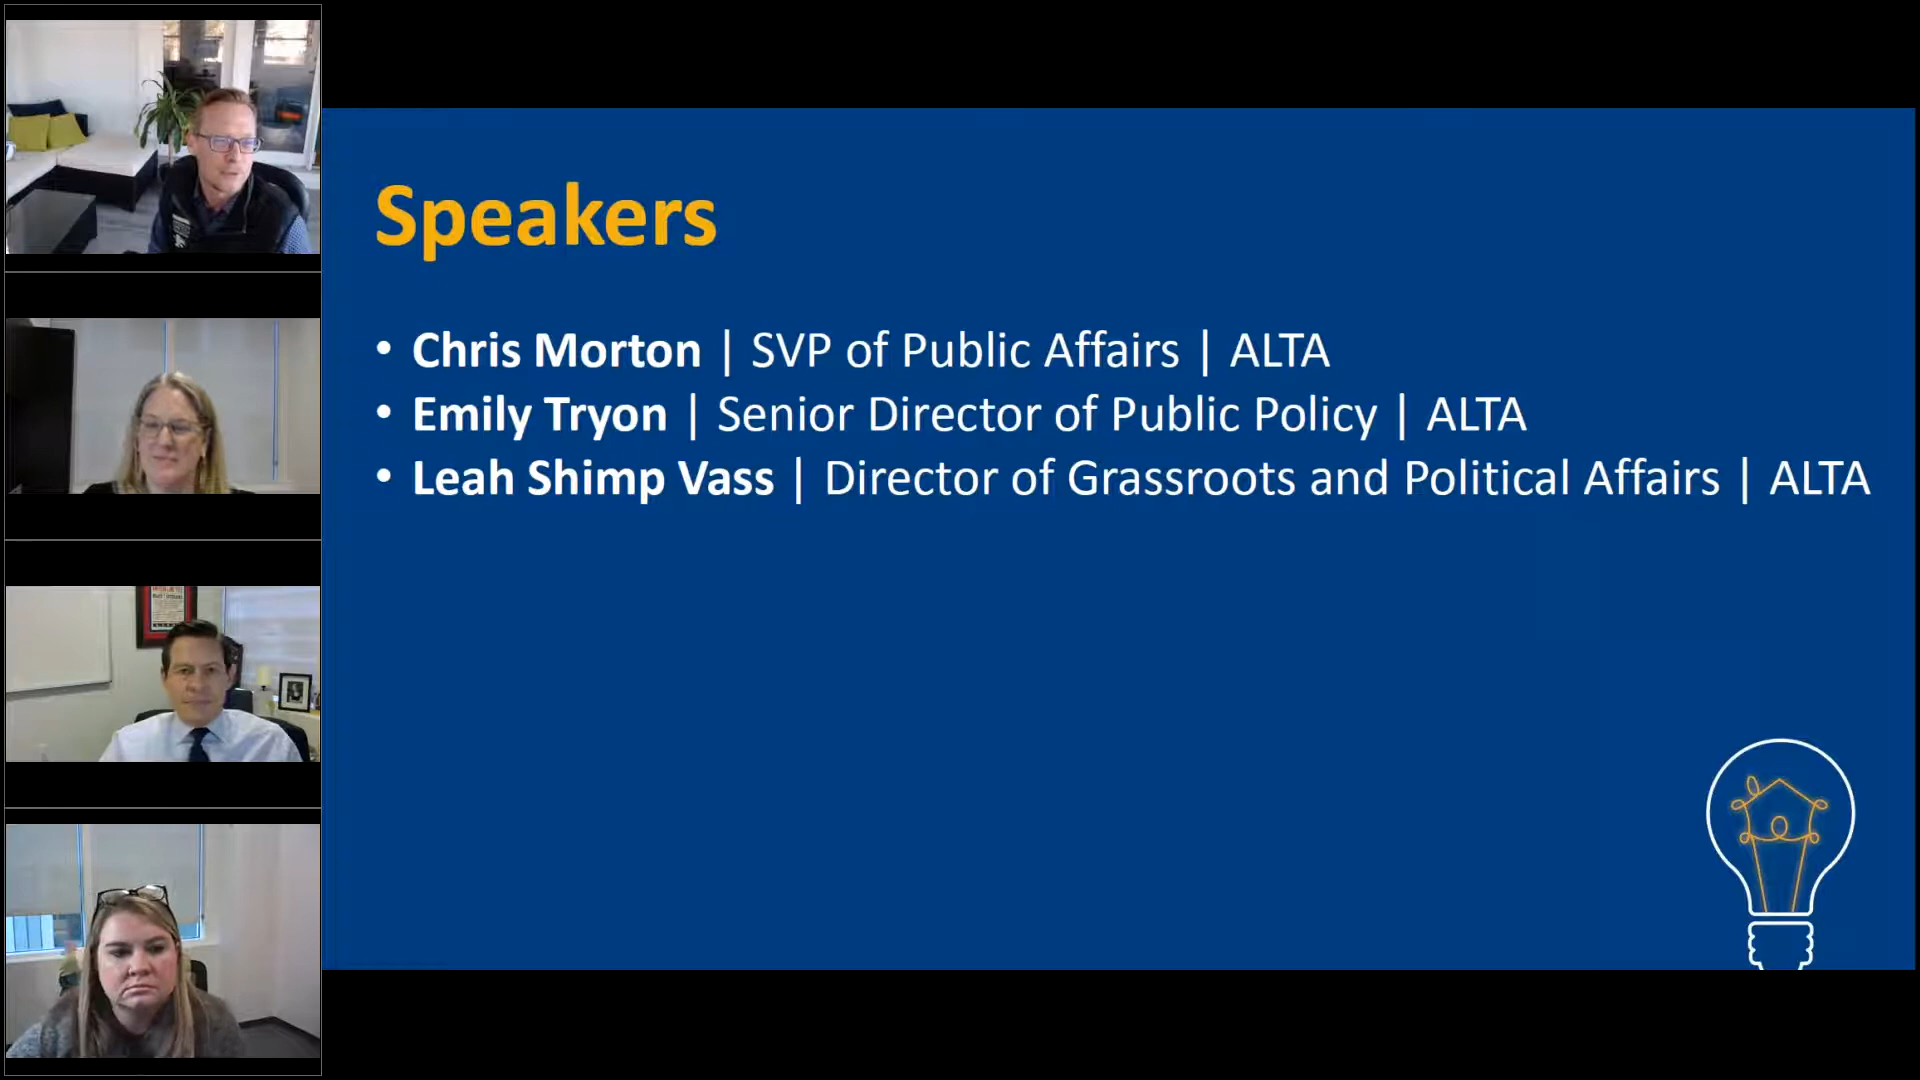 Speakers
• Chris Morton | SVP of Public Affairs | ALTA
• Emily Tryon | Senior Director of Public Policy | ALTA
• Leah Shimp Vass | Director of Grassroots and Political Affairs | ALTA